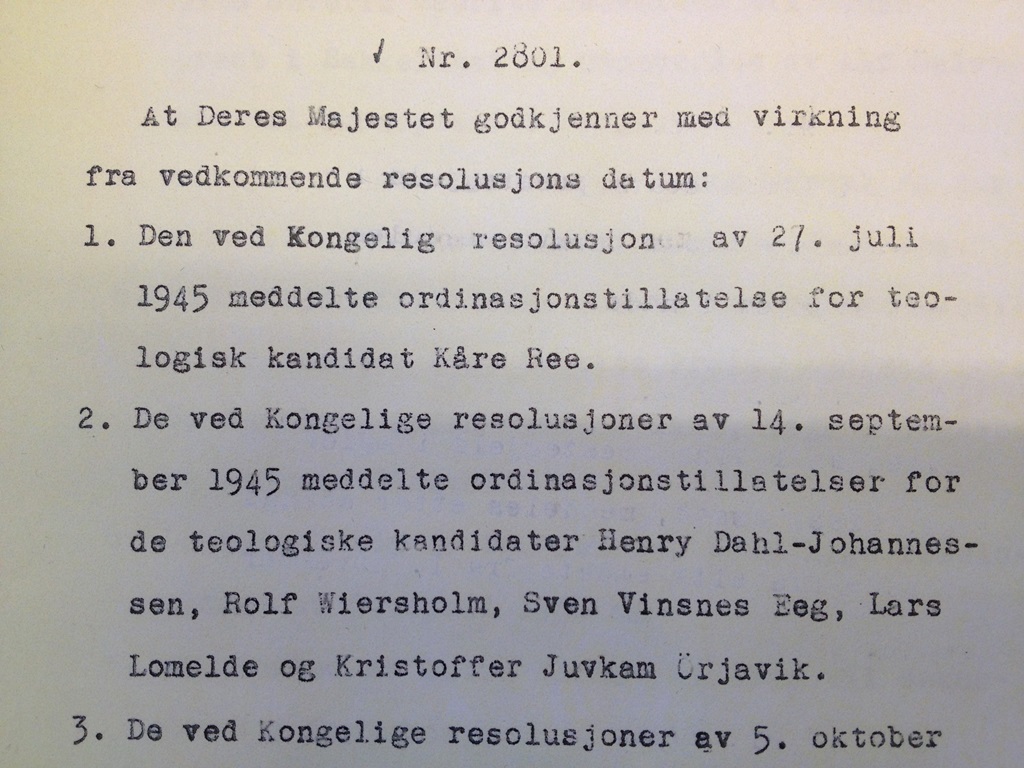 √ Nr. 2801.
At Deres Majestet godkjenner med virkning
fra vedkommende resolusjons datum:
1. Den ved Kongelig resolusjon av 27. juli
1945 meddelte ordinasjonstillatelse for teo-
logisk kandidat Kåre Ree.
2. De ved Kongelige resolusjoner av 14. septem-
ber 1945 meddelte ordinasjonstillatelser for
de teologiske kandidater Henry Dahl-Johannes-
sen, Rolf Wiersholm, Sven Vinsnes Eeg, Lars
Lomelde og Kristoffer Juvkam Örjavik.
3. De ved Kongelige resolusjoner av 5. oktober